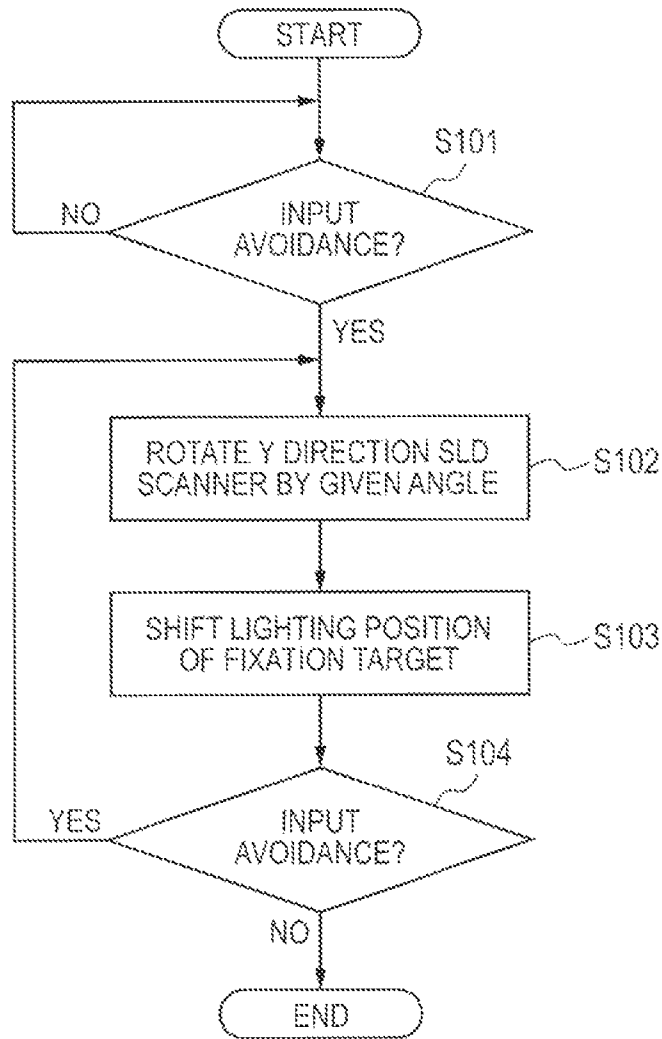 START
S101
INPUT
AVOIDANCE?
NO
YES
ROTATE Y DIRECTION SLD
SCANNER BY GIVEN ANGLE
S102
SHIFT LIGHTING POSITION
OF FIXATION TARGET
S103
S104
YES
INPUT
AVOIDANCE?
NO
END